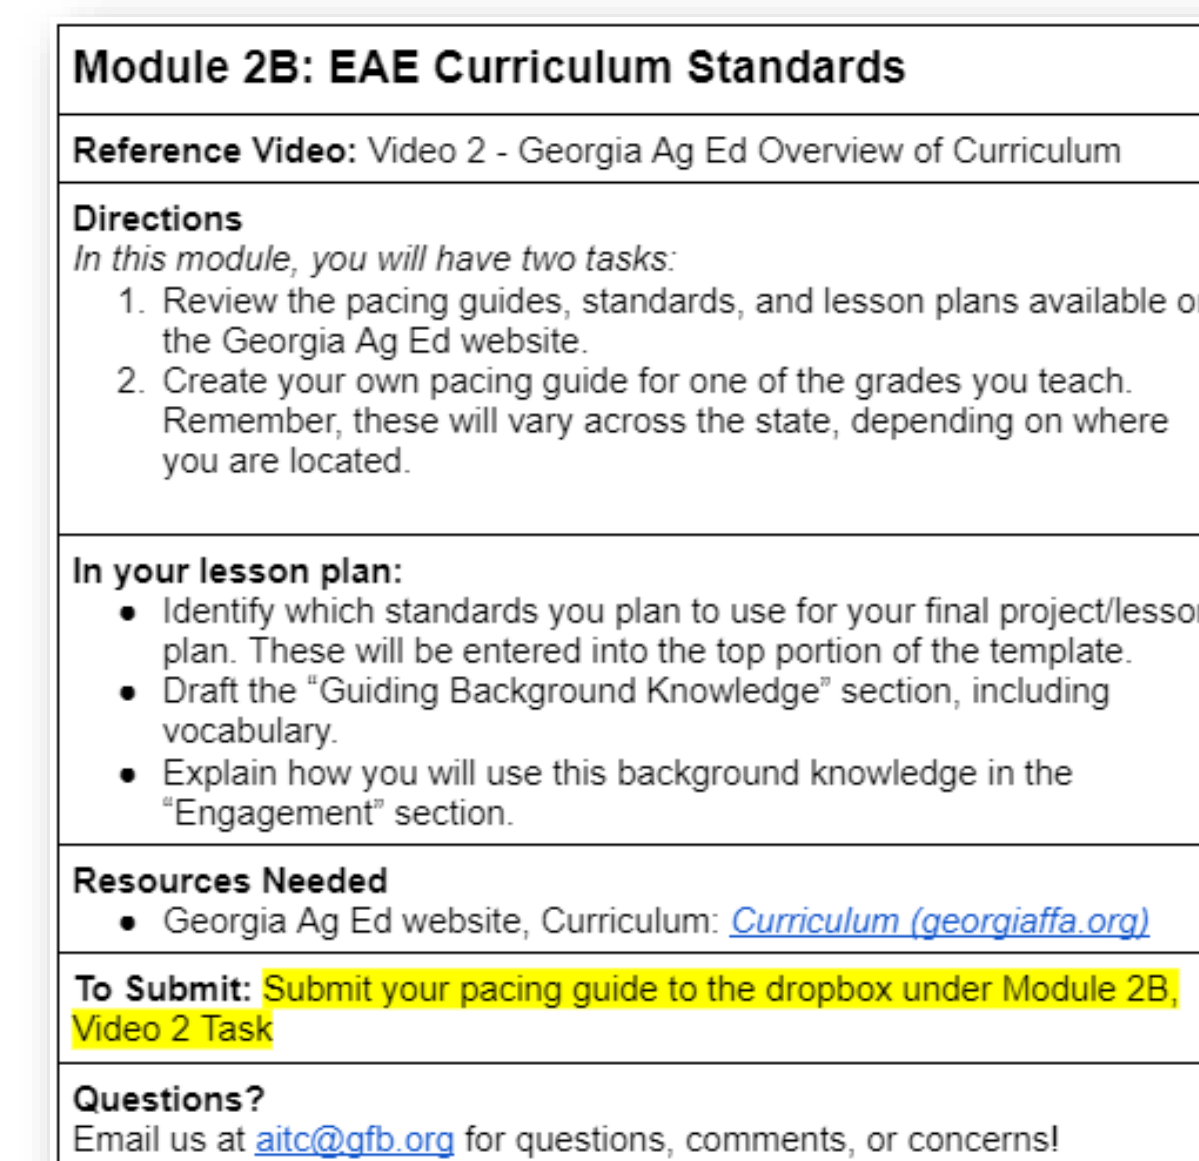 Module 2B: EAE Curriculum Standards
Reference Video: Video 2 - Georgia Ag Ed Overview of Curriculum
Directions
In this module, you will have two tasks:
1. Review the pacing guides, standards, and lesson plans available
the Georgia Ag Ed website.
2. Create your own pacing guide for one of the grades you teach.
Remember, these will vary across the state, depending on where
you are located.
In your lesson plan:
● Identify which standards you plan to use for your final
plan. These will be entered into the top portion of the template.
● Draft the “Guiding Background Knowledge” section, including
vocabulary.
● Explain how you will use this background knowledge in the
“Engagement” section.
Resources Needed
● Georgia Ag Ed website, Curriculum: Curriculum (georgiaffa.org)
To Submit: Submit your pacing guide to the dropbox under Module 2B,
Video 2 Task
Questions?
Email us at aitc@gfb.org for questions, comments, or concerns!